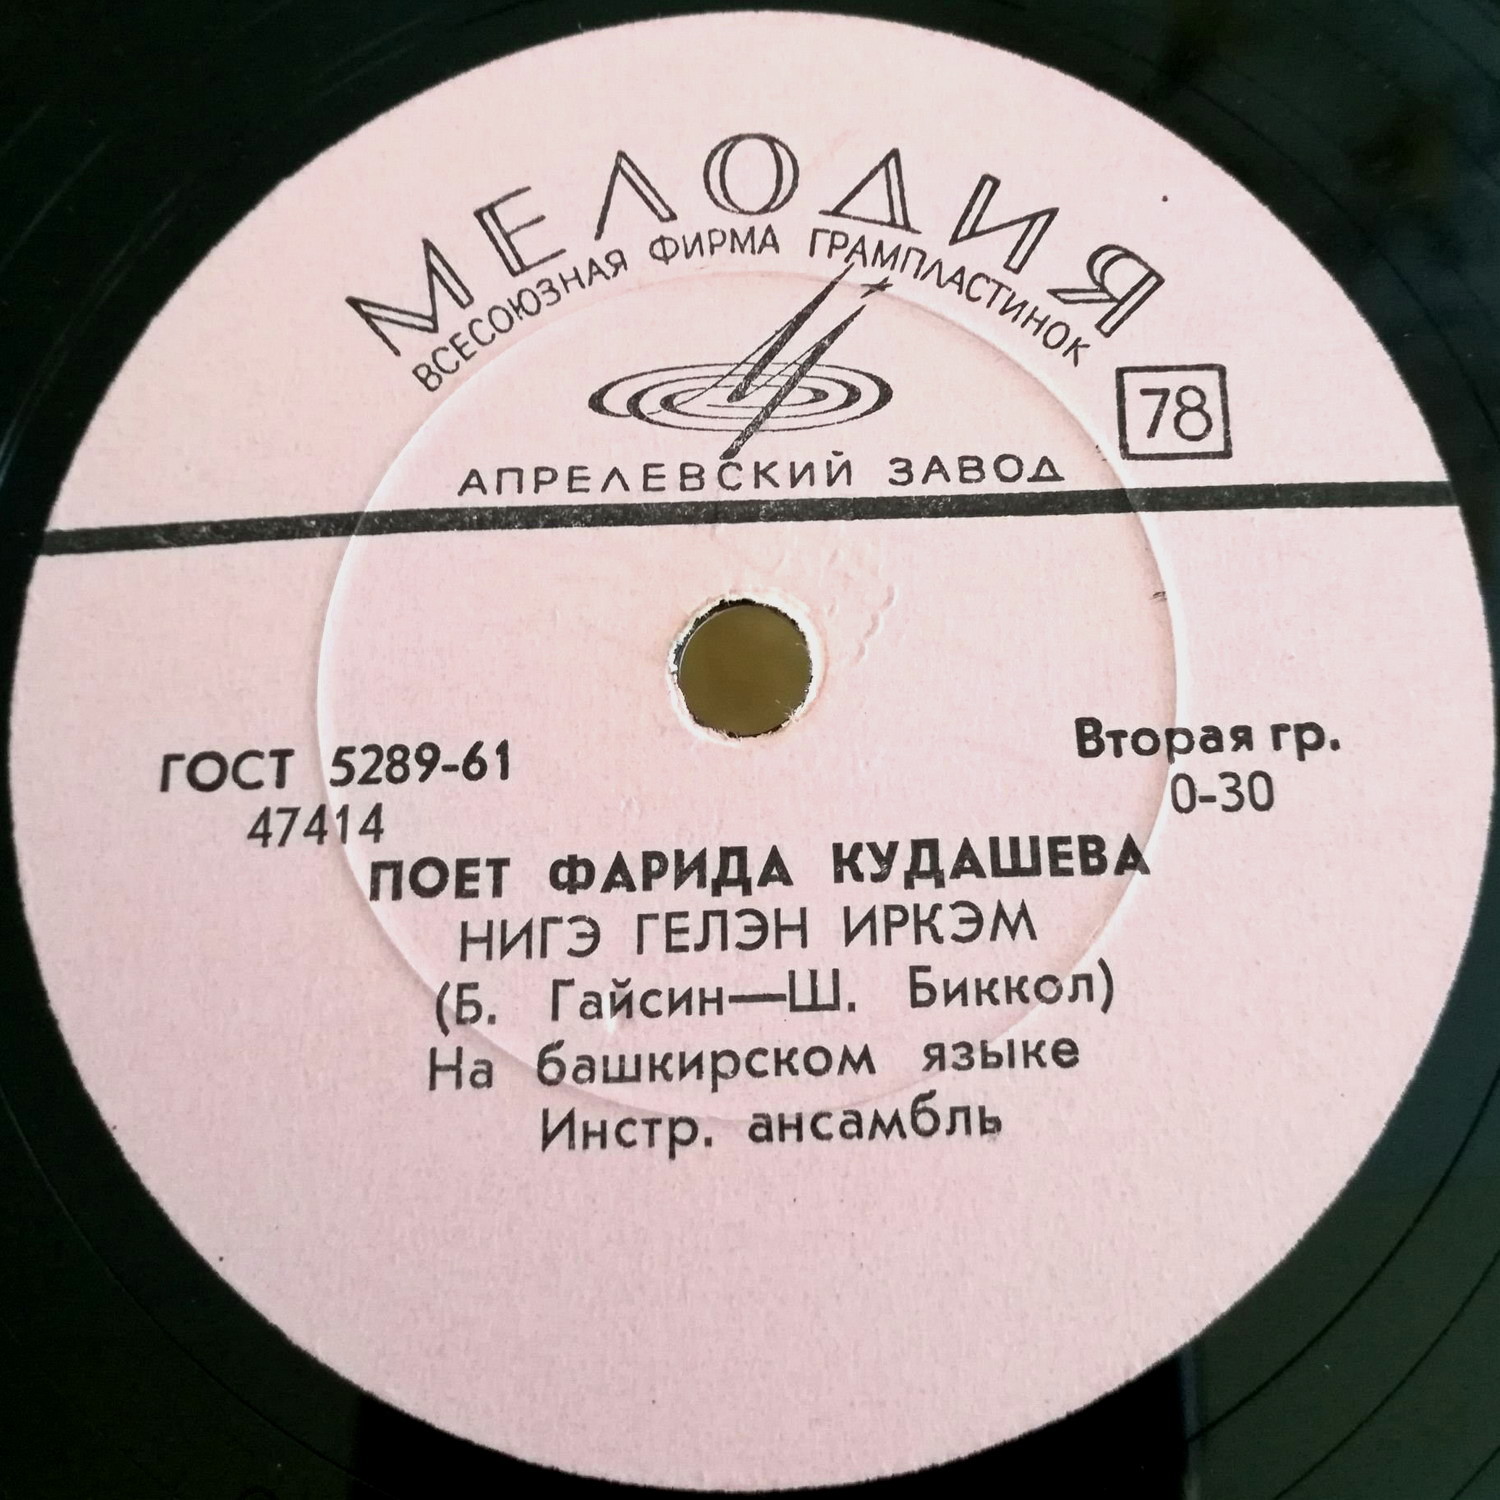 МЕЛОДИЯ
ВСЕСОЮЗНАЯ ФИРМА ГРАМПЛАСТИНОК
78
АПРЕЛЕВСКИЙ ЗАВОД
ГОСТ 5289-61
Вторая гр.
47414
0-30
ПОЕТ ФАРИДА КУДАШЕВА
НИГЭ ГЕЛЭН ИРКЭМ
(Б. Гайсин—Ш. Биккол)
На башкирском языке
Инстр. ансамбль